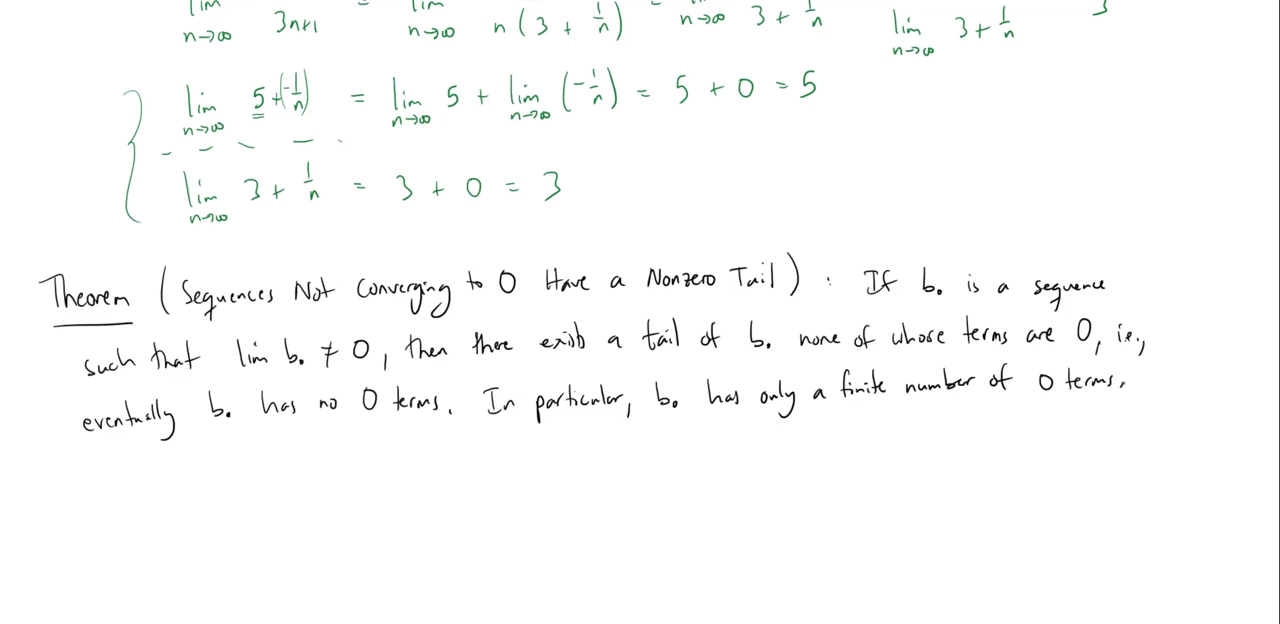 lim n→∞ 3n+1 = lim n→∞ n(3 + 1/n) = lim n→∞ 3 + 1/n lim n→∞ 3 + 1/n 3
lim n→∞ 5 + (-1/n) = lim n→∞ 5 + lim n→∞ (-1/n) = 5 + 0 = 5
lim n→∞ 3 + 1/n = 3 + 0 = 3
Theorem (Sequences Not Converging to 0 Have a Nonzero Tail) : If b. is a sequence
such that lim b. ≠ 0, then there exists a tail of b. none of whose terms are 0, i.e.,
eventually b. has no 0 terms. In particular, b. has only a finite number of 0 terms.